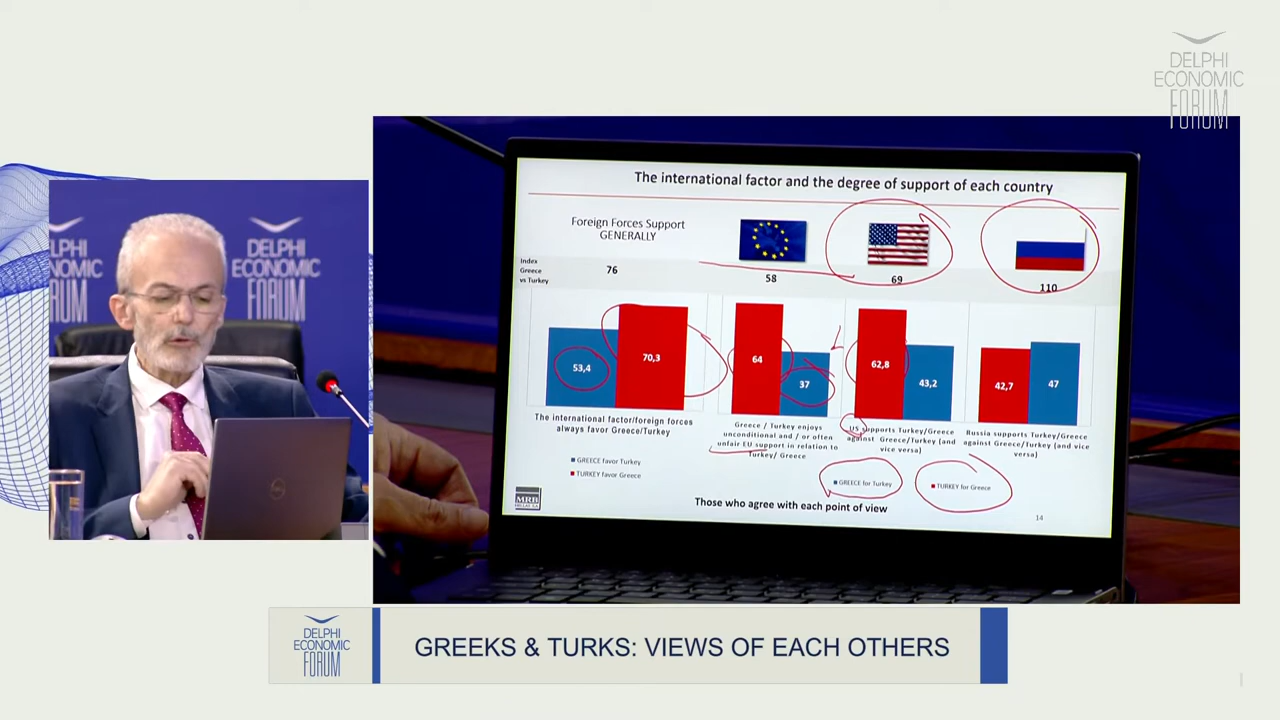 DELPHI
ECONOMIC
FORUM
LPHI
NOMIC
RUM
DELPHI
ECONOMIC
FORUM
The international factor and the degree of support of each country
Foreign Forces Support
GENERALLY
Index
Greece
vs Turkey
76
58
69
110
53,4
70,3
64
37
62,8
43,2
42,7
47
The international factor/foreign forces
always favor Greece/Turkey
Greece / Turkey enjoys
unconditional and / or often
unfair EU support in relation to
Turkey/ Greece
US supports Turkey/Greece
against Greece/Turkey (and
vice versa)
Russia supports Turkey/Greece
against Greece/Turkey (and vice
versa)
GREECE favor Turkey
TURKEY favor Greece
GREECE for Turkey
TURKEY for Greece
MRB
Those who agree with each point of view
14
DELL
DELPHI
ECONOMIC
FORUM
GREEKS & TURKS: VIEWS OF EACH OTHERS